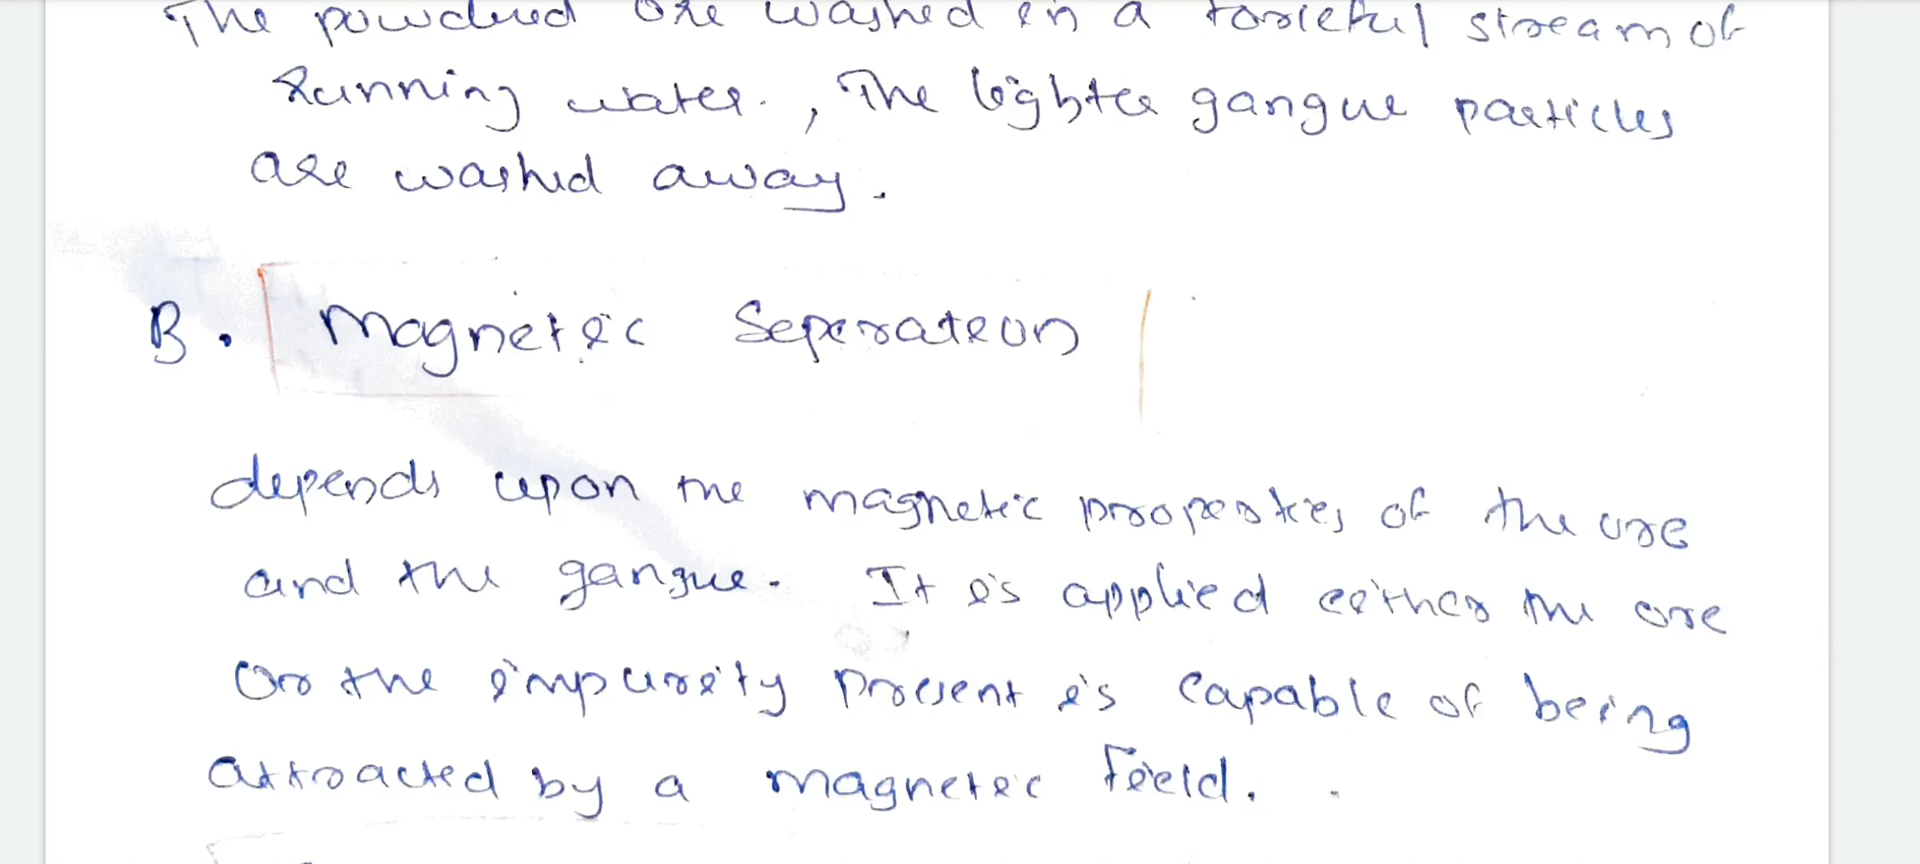 The powdered ore washed in a forceful stream of
Running water. , The lighter gangue particles
are washed away.
B. Magnetic Seperation
depends upon the magnetic properties of the ore
and the gangue. It is applied either the ore
Or the impurity present is capable of being
attracted by a magnetic field.